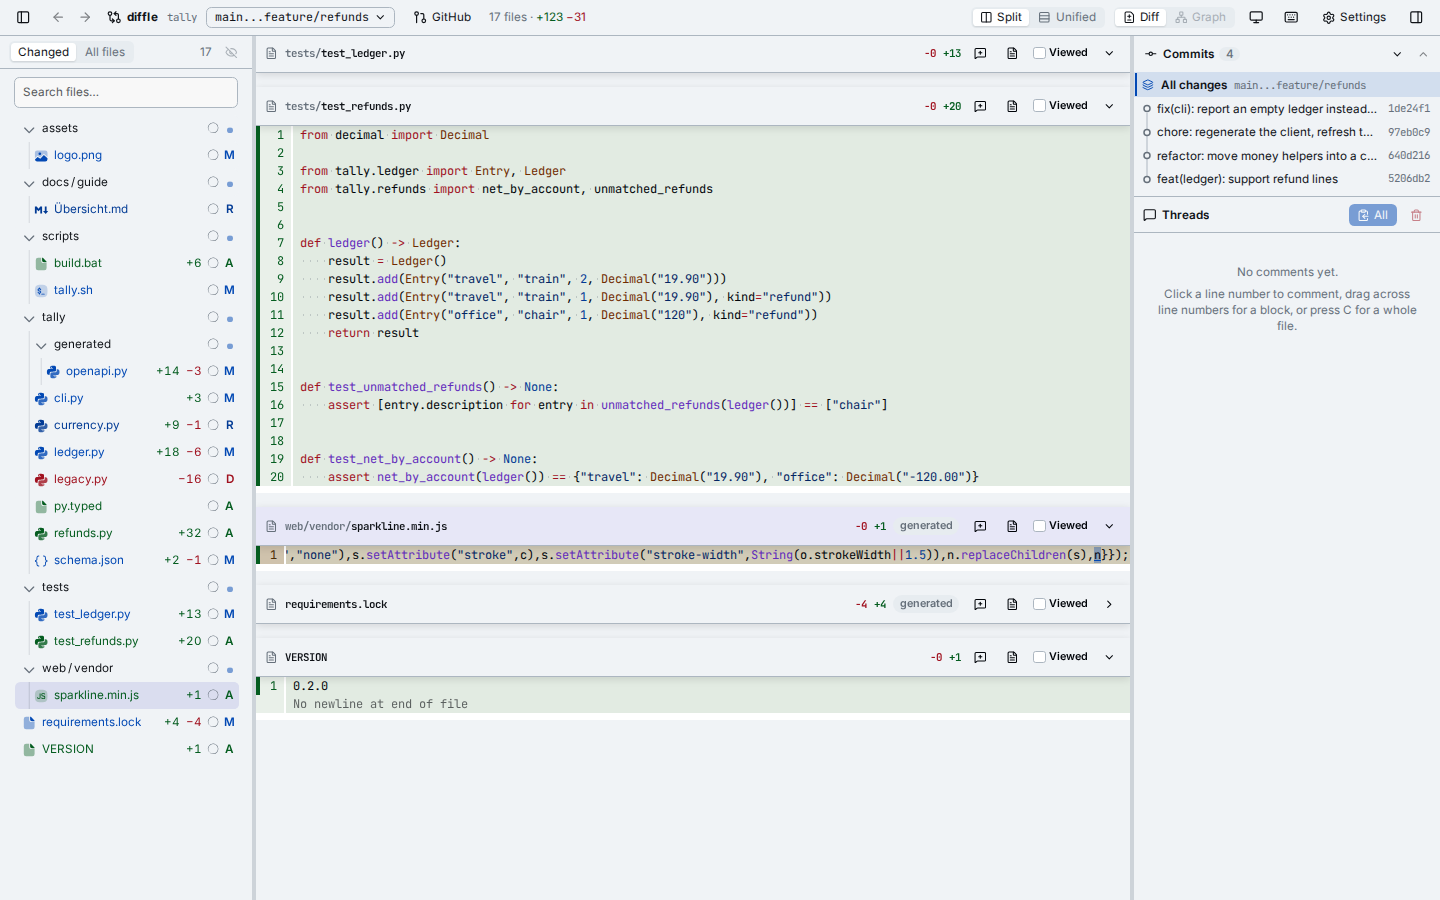 diffle tally main...feature/refunds GitHub 17 files · +123 −31 Split Unified Diff Graph Settings
Changed All files 17
Search files...
assets
logo.png M
docs/guide
Übersicht.md R
scripts
build.bat +6 A
tally.sh M
tally
generated
openapi.py +14 −3 M
cli.py +3 M
currency.py +9 −1 R
ledger.py +18 −6 M
legacy.py −16 D
py.typed A
refunds.py +32 A
schema.json +2 −1 M
tests
test_ledger.py +13 M
test_refunds.py +20 A
web/vendor
sparkline.min.js +1 A
requirements.lock +4 −4 M
VERSION +1 A
tests/test_ledger.py -0 +13 Viewed
tests/test_refunds.py -0 +20 Viewed
1 from decimal import Decimal
2
3 from tally.ledger import Entry, Ledger
4 from tally.refunds import net_by_account, unmatched_refunds
5
6
7 def ledger() -> Ledger:
8 ····result = Ledger()
9 ····result.add(Entry("travel", "train", 2, Decimal("19.90")))
10 ····result.add(Entry("travel", "train", 1, Decimal("19.90"), kind="refund"))
11 ····result.add(Entry("office", "chair", 1, Decimal("120"), kind="refund"))
12 ····return result
13
14
15 def test_unmatched_refunds() -> None:
16 ····assert [entry.description for entry in unmatched_refunds(ledger())] == ["chair"]
17
18
19 def test_net_by_account() -> None:
20 ····assert net_by_account(ledger()) == {"travel": Decimal("19.90"), "office": Decimal("-120.00")}
web/vendor/sparkline.min.js -0 +1 generated Viewed
1 ","none"),s.setAttribute("stroke",c),s.setAttribute("stroke-width",String(o.strokeWidth||1.5)),n.replaceChildren(s),n}});
requirements.lock -4 +4 generated Viewed
VERSION -0 +1 Viewed
1 0.2.0
No newline at end of file
Commits 4
All changes main...feature/refunds
fix(cli): report an empty ledger instead... 1de24f1
chore: regenerate the client, refresh t... 97eb0c9
refactor: move money helpers into a c... 640d216
feat(ledger): support refund lines 5206db2
Threads All
No comments yet.
Click a line number to comment, drag across
line numbers for a block, or press C for a whole
file.